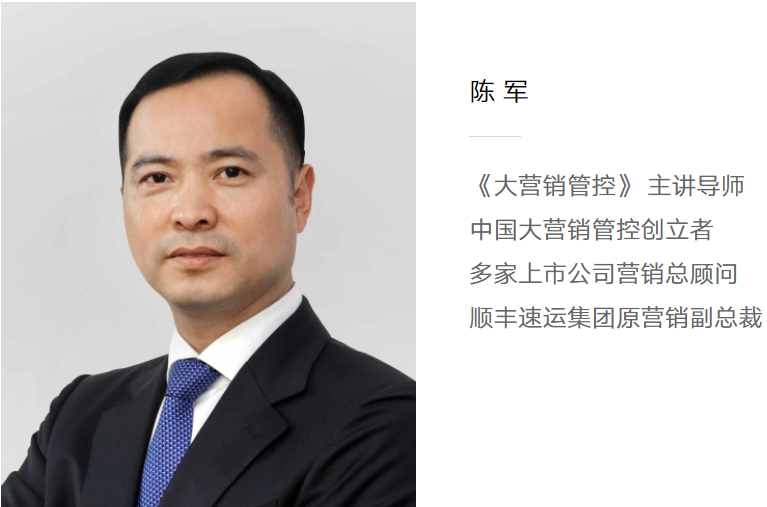 陈 军
《大营销管控》 主讲导师
中国大营销管控创立者
多家上市公司营销总顾问
顺丰速运集团原营销副总裁